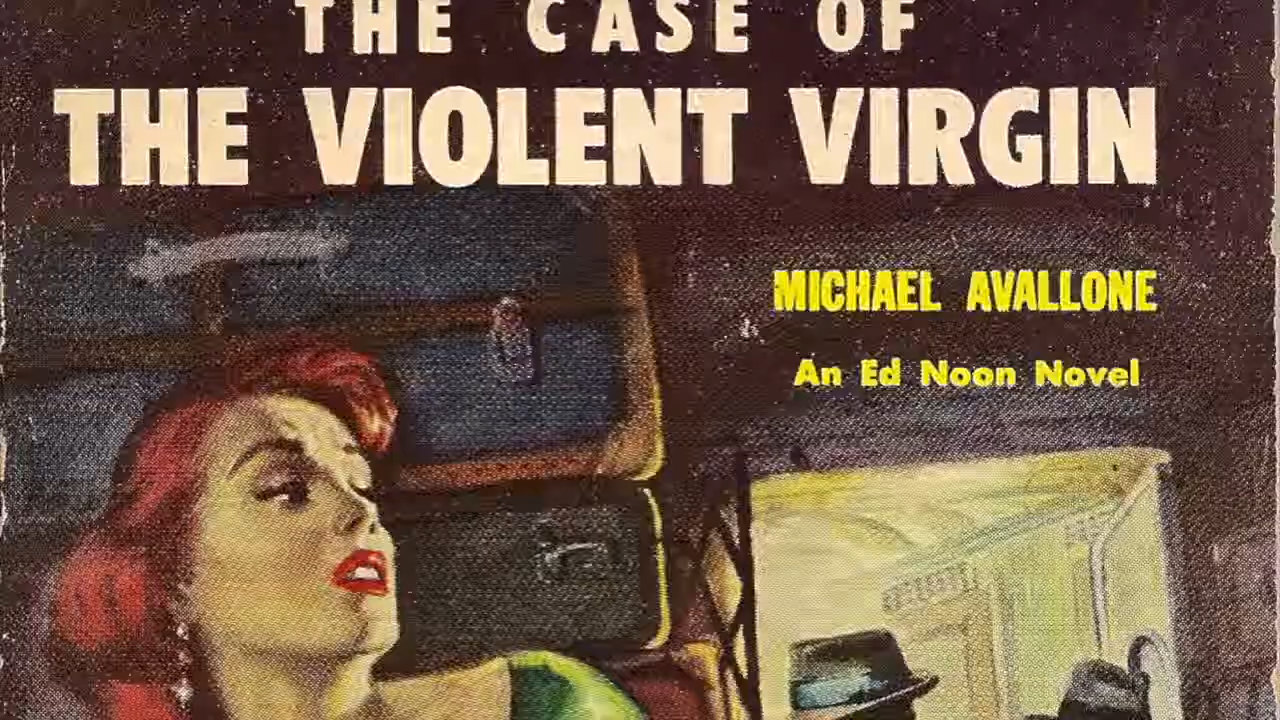 THE CASE OF
THE VIOLENT VIRGIN
MICHAEL AVALLONE
An Ed Noon Novel